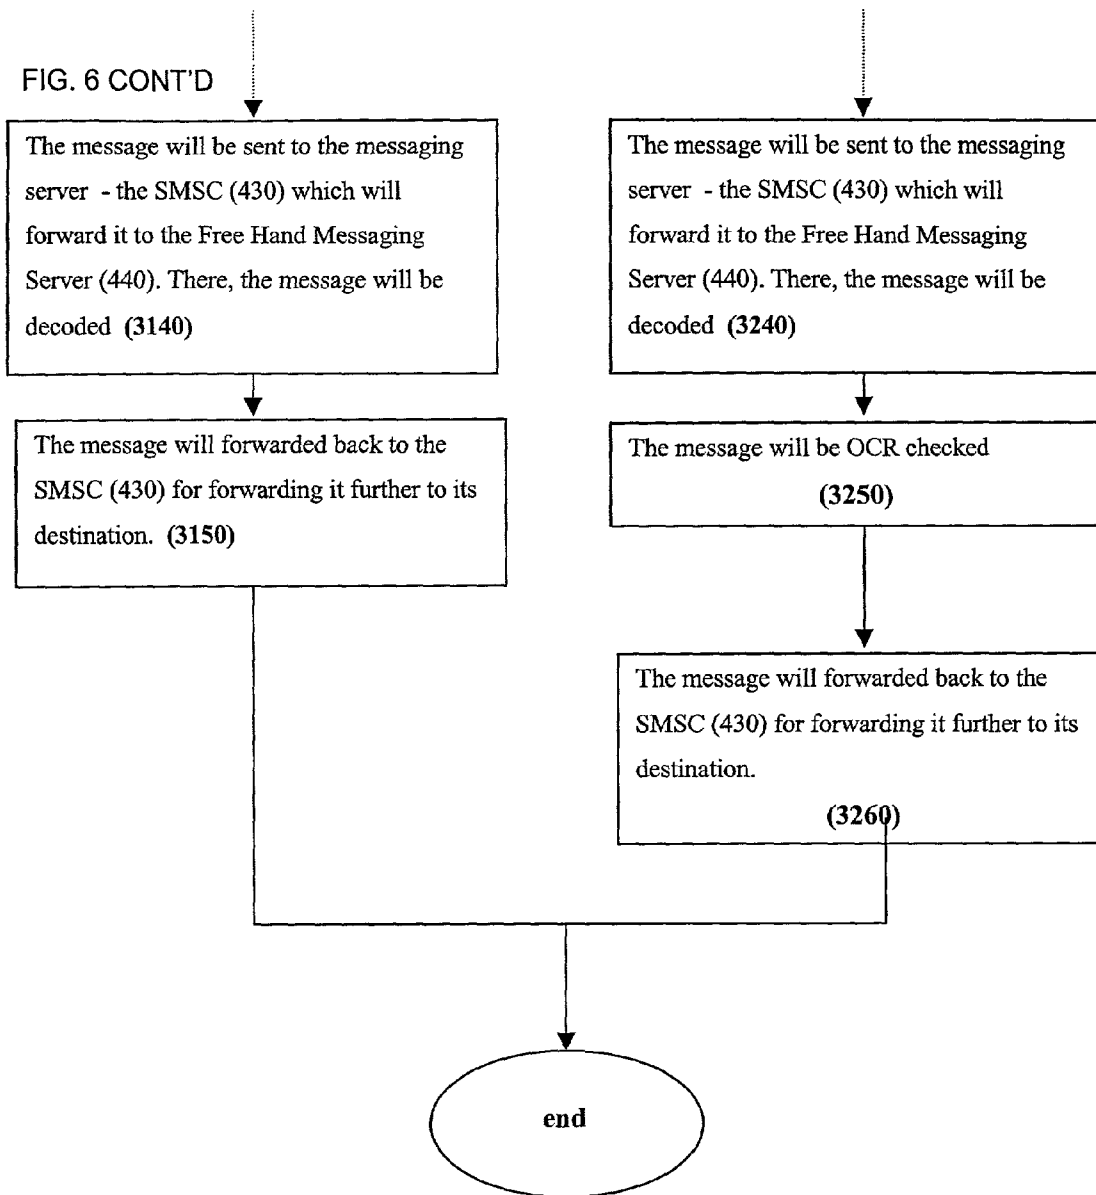 FIG. 6 CONT'D
The message will be sent to the messaging
server - the SMSC (430) which will
forward it to the Free Hand Messaging
Server (440). There, the message will be
decoded (3140)
The message will forwarded back to the
SMSC (430) for forwarding it further to its
destination. (3150)
The message will be sent to the messaging
server - the SMSC (430) which will
forward it to the Free Hand Messaging
Server (440). There, the message will be
decoded (3240)
The message will be OCR checked
(3250)
The message will forwarded back to the
SMSC (430) for forwarding it further to its
destination.
(3260)
end